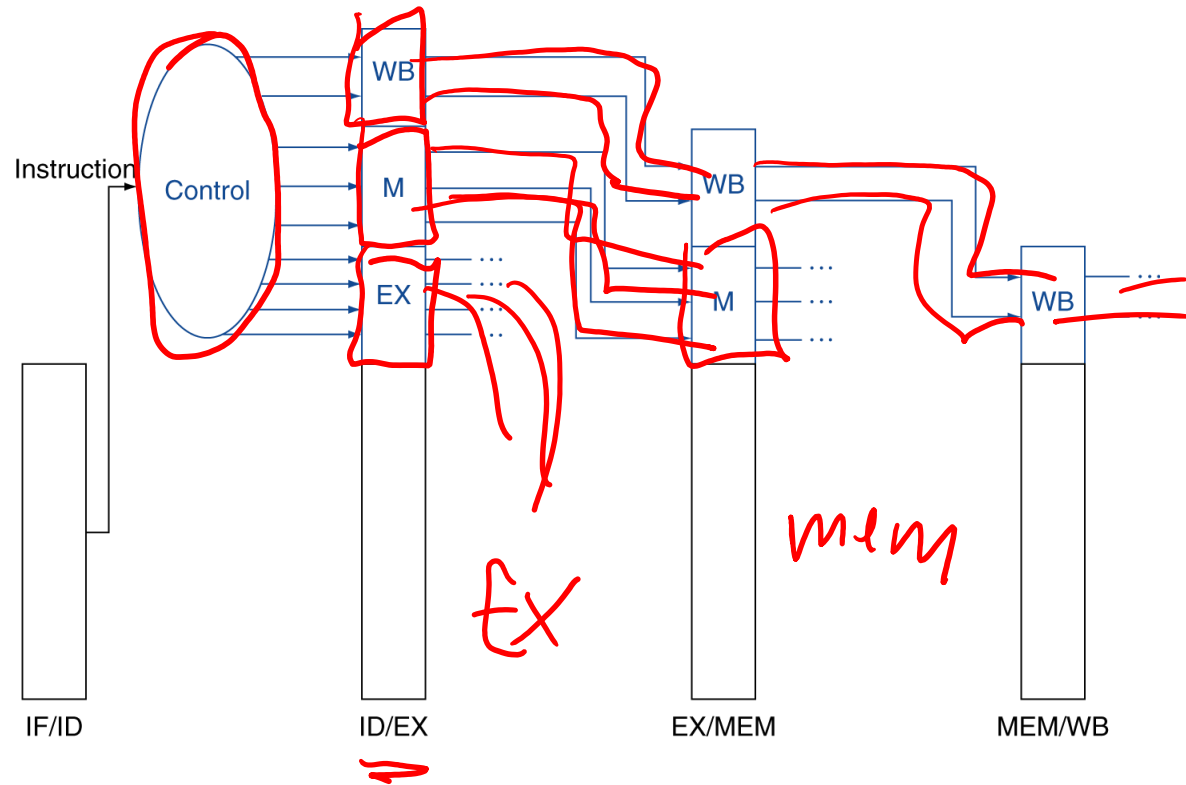 WB
Instruction
Control
M
WB
EX
M
WB
mem
EX
IF/ID
ID/EX
EX/MEM
MEM/WB